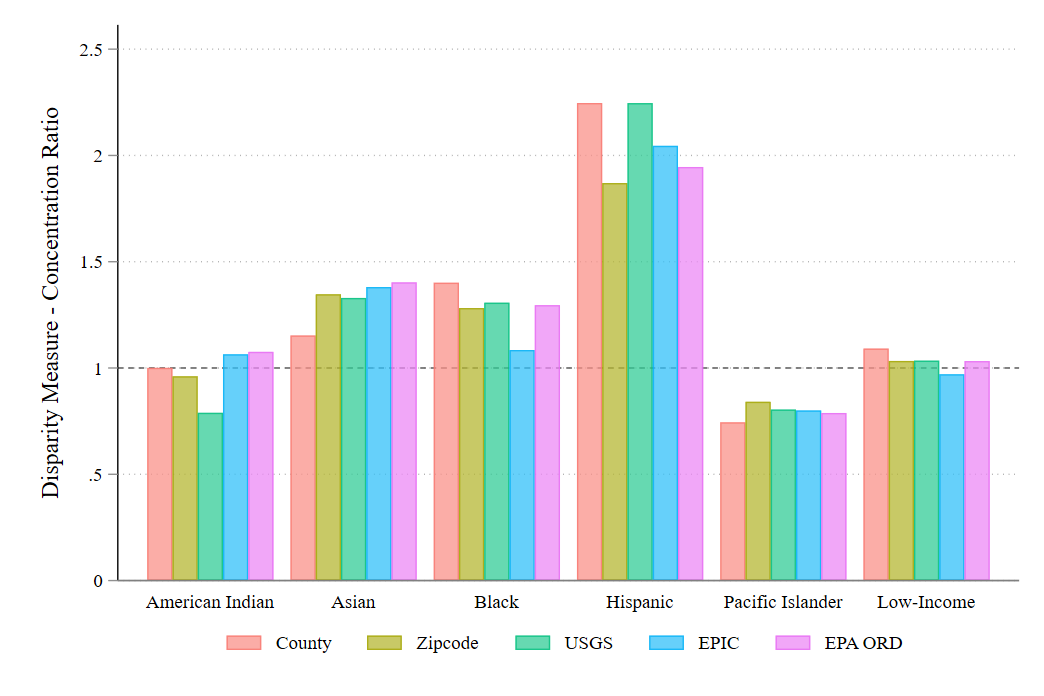 Disparity Measure - Concentration Ratio
2.5
2
1.5
1
.5
0
American Indian Asian Black Hispanic Pacific Islander Low-Income
County Zipcode USGS EPIC EPA ORD